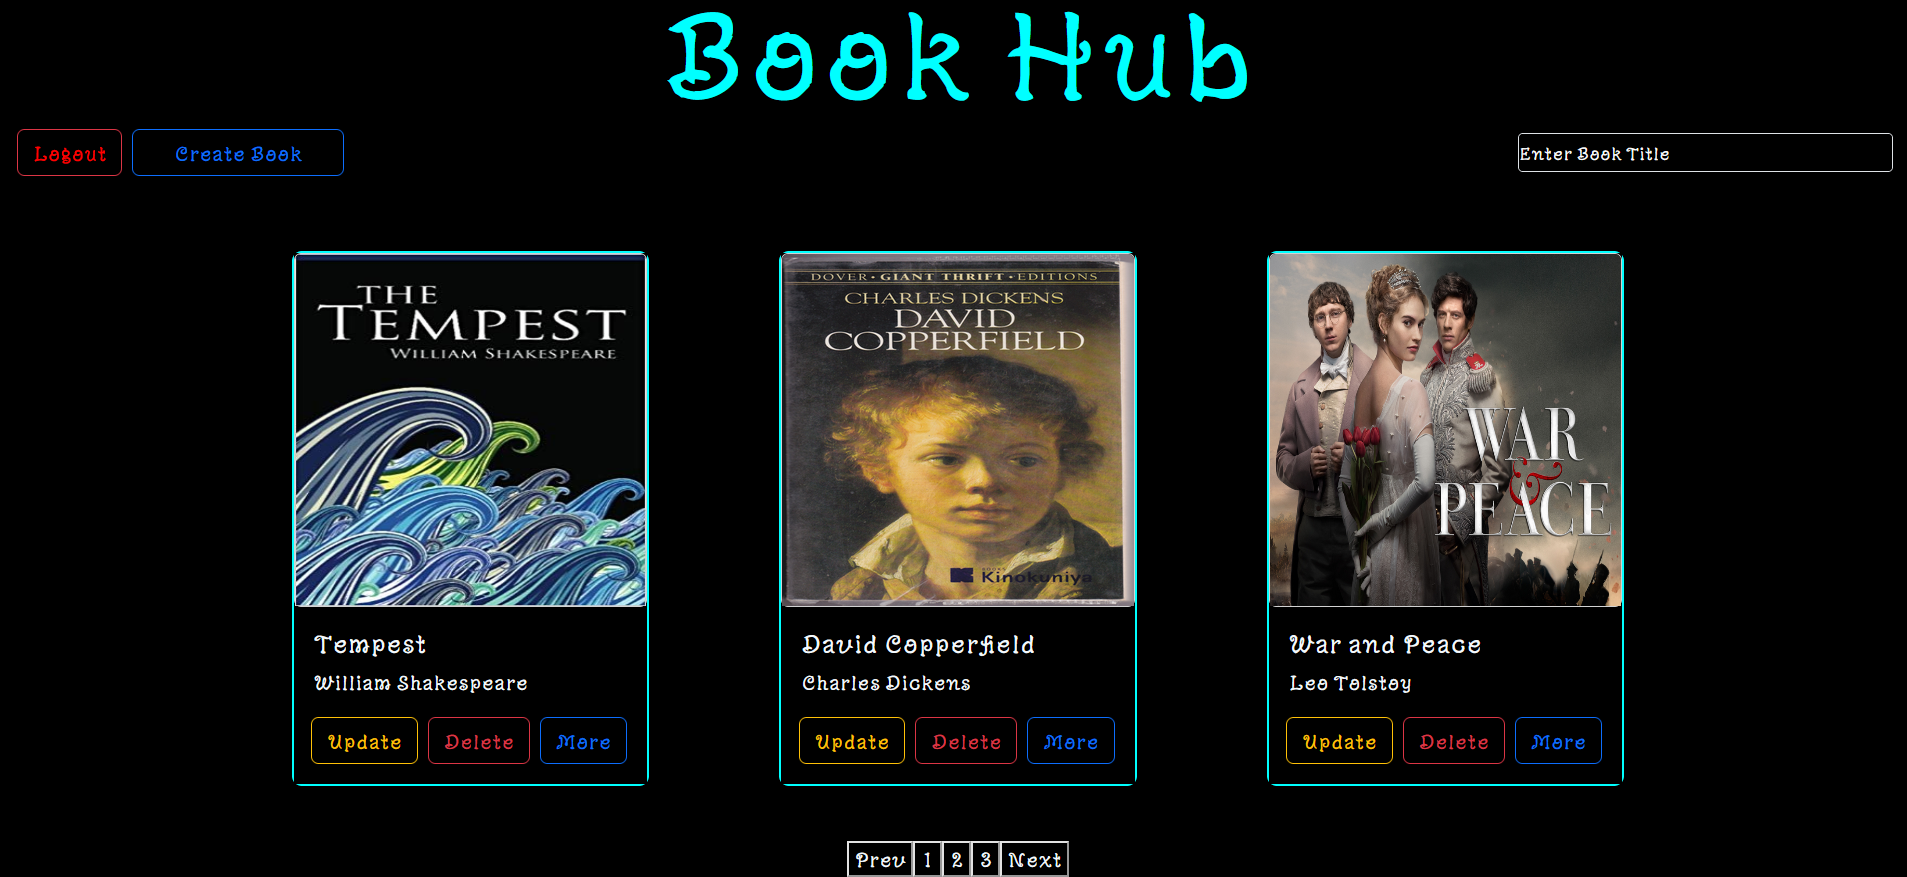 Book Hub
Logout
Create Book
Enter Book Title
THE
TEMPEST
WILLIAM SHAKESPEARE
Tempest
William Shakespeare
Update
Delete
More
DOVER • GIANT THRIFT • EDITIONS
CHARLES DICKENS
DAVID
COPPERFIELD
BOOKS
Kinokuniya
David Copperfield
Charles Dickens
Update
Delete
More
WAR
&
PEACE
War and Peace
Leo Tolstoy
Update
Delete
More
Prev 1 2 3 Next